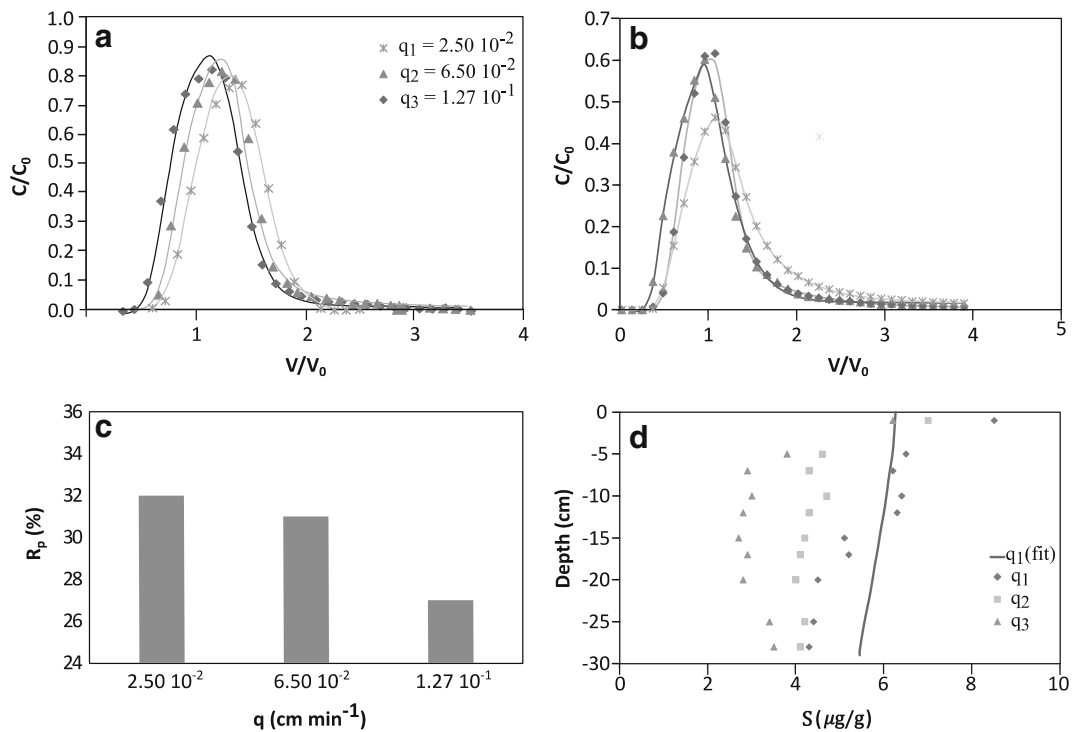 a
1.0
0.9
0.8
0.7
0.6
0.5
0.4
0.3
0.2
0.1
0.0
C/C0
1 2 3 4
V/V0
q1 = 2.50 10-2
q2 = 6.50 10-2
q3 = 1.27 10-1
b
0.7
0.6
0.5
0.4
0.3
0.2
0.1
0.0
C/C0
0 1 2 3 4 5
V/V0
c
36
34
32
30
28
26
24
Rp (%)
2.50 10-2 6.50 10-2 1.27 10-1
q (cm min-1)
d
0
-5
-10
-15
-20
-25
-30
Depth (cm)
q1(fit)
q1
q2
q3
0 2 4 6 8 10
S (μg/g)